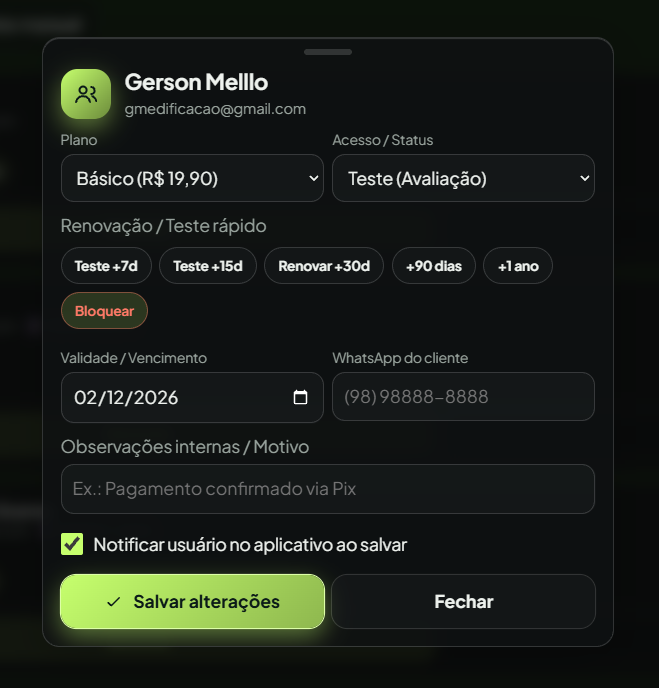 Gerson Melllo
gmedificacao@gmail.com
Plano Acesso / Status
Básico (R$ 19,90) Teste (Avaliação)
Renovação / Teste rápido
Teste +7d Teste +15d Renovar +30d +90 dias +1 ano
Bloquear
Validade / Vencimento WhatsApp do cliente
02/12/2026 (98) 98888-8888
Observações internas / Motivo
Ex.: Pagamento confirmado via Pix
Notificar usuário no aplicativo ao salvar
Salvar alterações Fechar